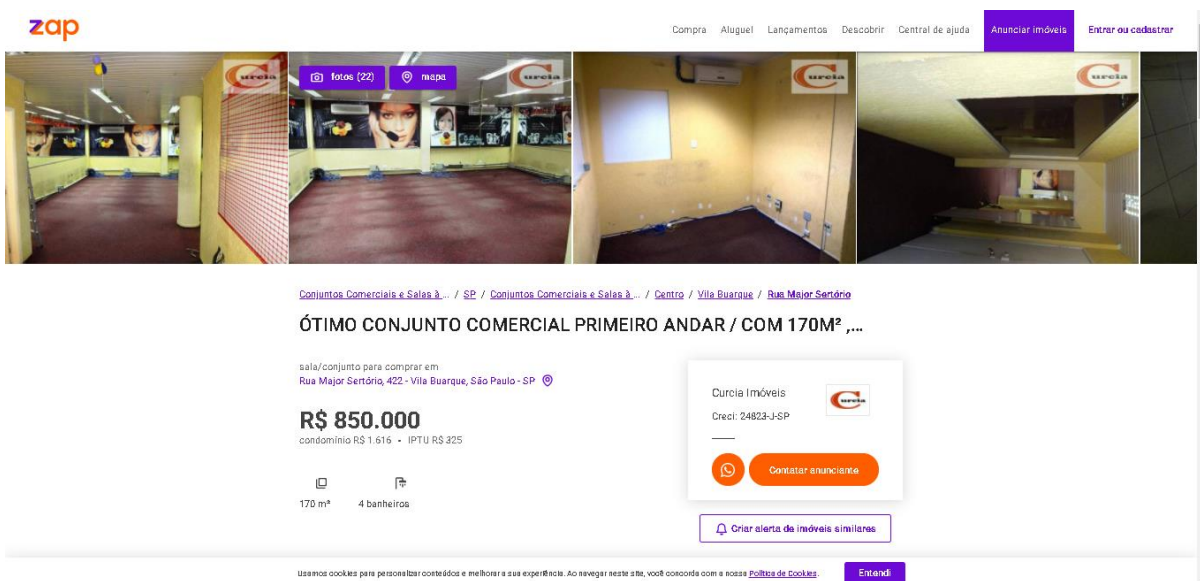 zap
Compra Aluguel Lançamentos Descobrir Central de ajuda Anunciar imóveis Entrar ou cadastrar
fotos (22) mapa
Curcia Curcia Curcia Curcia
Conjuntos Comerciais e Salas à ... / SP / Conjuntos Comerciais e Salas à ... / Centro / Vila Buarque / Rua Major Sertório
ÓTIMO CONJUNTO COMERCIAL PRIMEIRO ANDAR / COM 170M² ,...
sala/conjunto para comprar em
Rua Major Sertório, 422 - Vila Buarque, São Paulo - SP
R$ 850.000
condomínio R$ 1.616 • IPTU R$ 325
170 m² 4 banheiros
Curcia Imóveis
Curcia
Creci: 24823-J-SP
Contatar anunciante
Criar alerta de imóveis similares
Usamos cookies para personalizar conteúdos e melhorar a sua experiência. Ao navegar neste site, você concorda com a nossa Política de Cookies.
Entendi